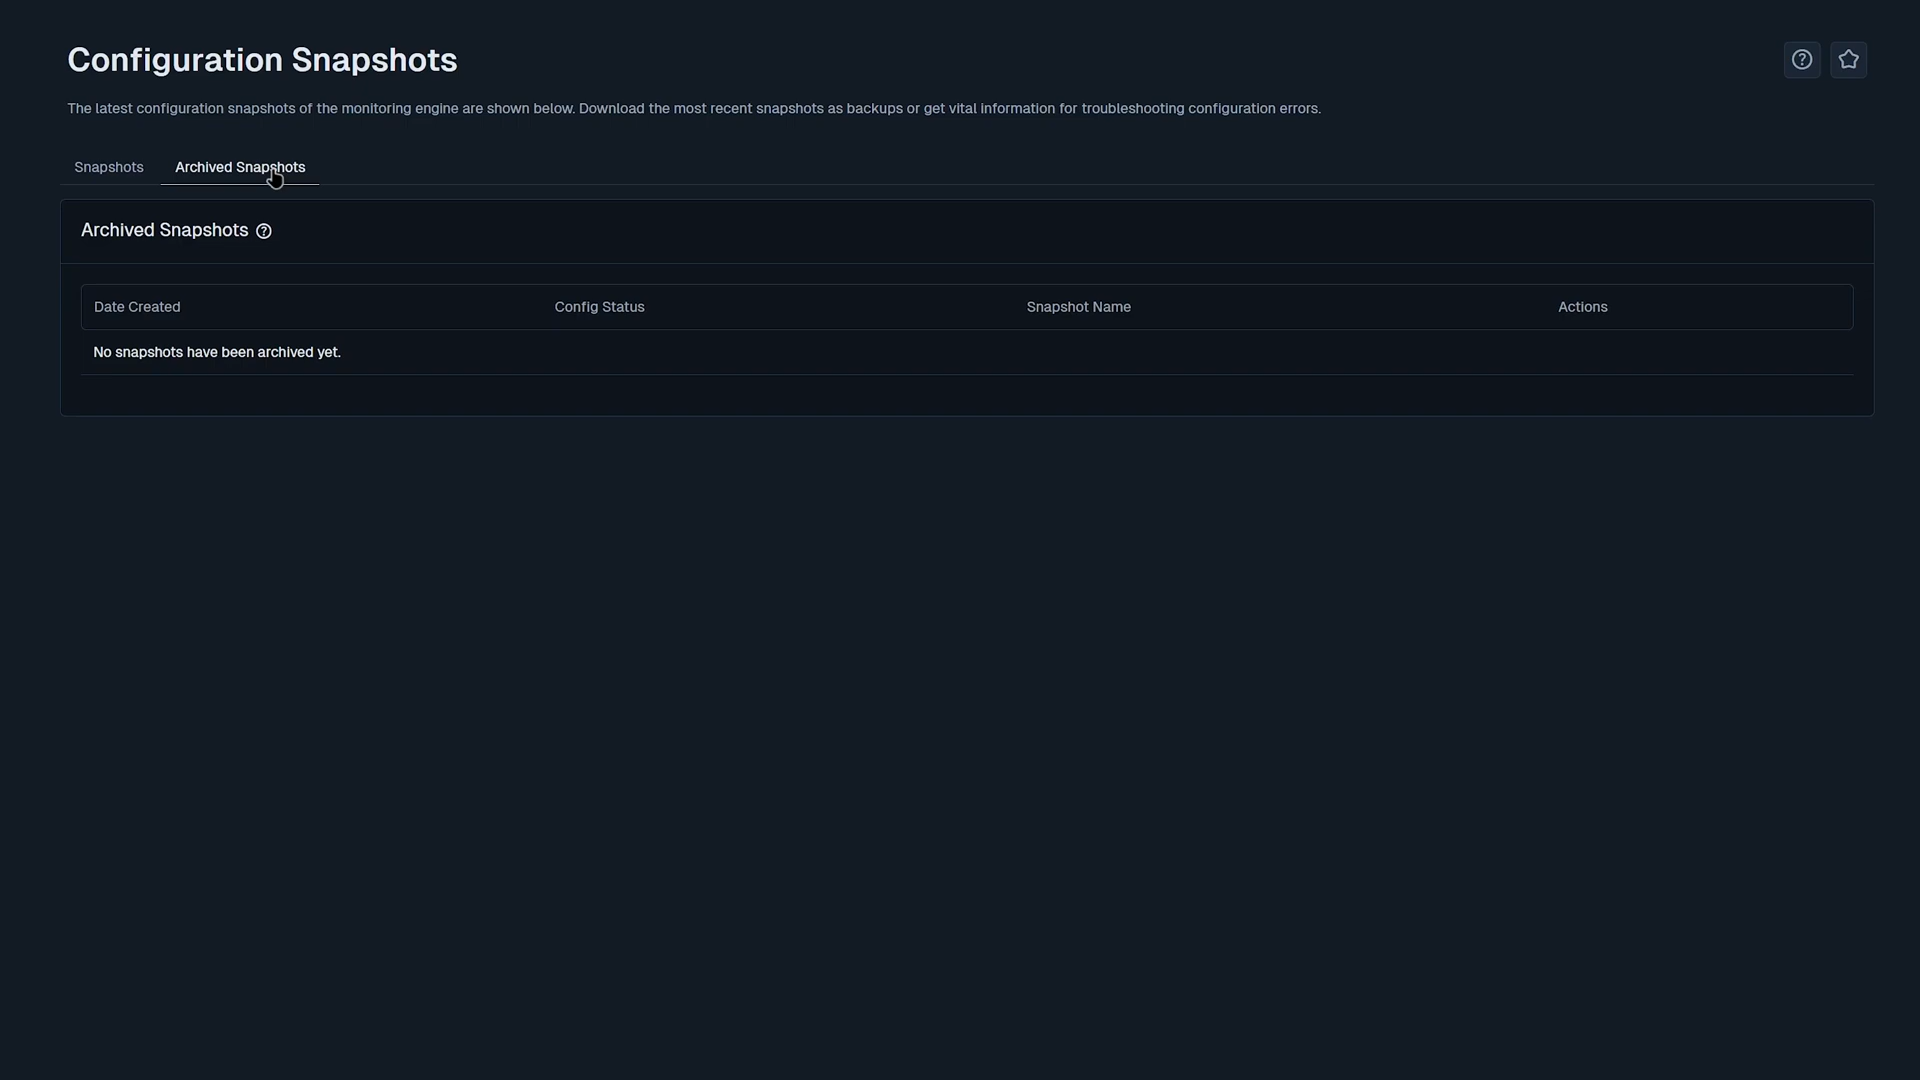 Configuration Snapshots
The latest configuration snapshots of the monitoring engine are shown below. Download the most recent snapshots as backups or get vital information for troubleshooting configuration errors.
Snapshots
Archived Snapshots
Archived Snapshots
Date Created
Config Status
Snapshot Name
Actions
No snapshots have been archived yet.